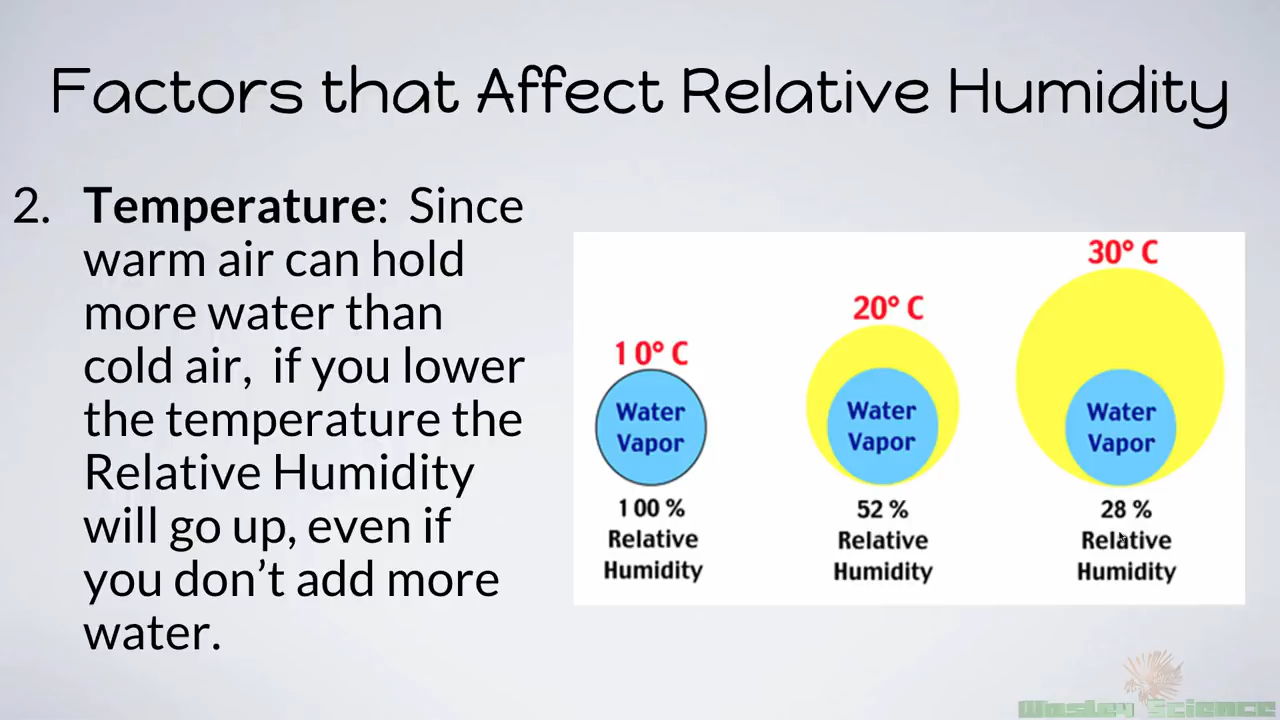 Factors that Affect Relative Humidity
2. Temperature: Since
warm air can hold
more water than
cold air, if you lower
the temperature the
Relative Humidity
will go up, even if
you don't add more
water.
10° C
Water
Vapor
100 %
Relative
Humidity
20° C
Water
Vapor
52 %
Relative
Humidity
30° C
Water
Vapor
28 %
Relative
Humidity
Wasley Science